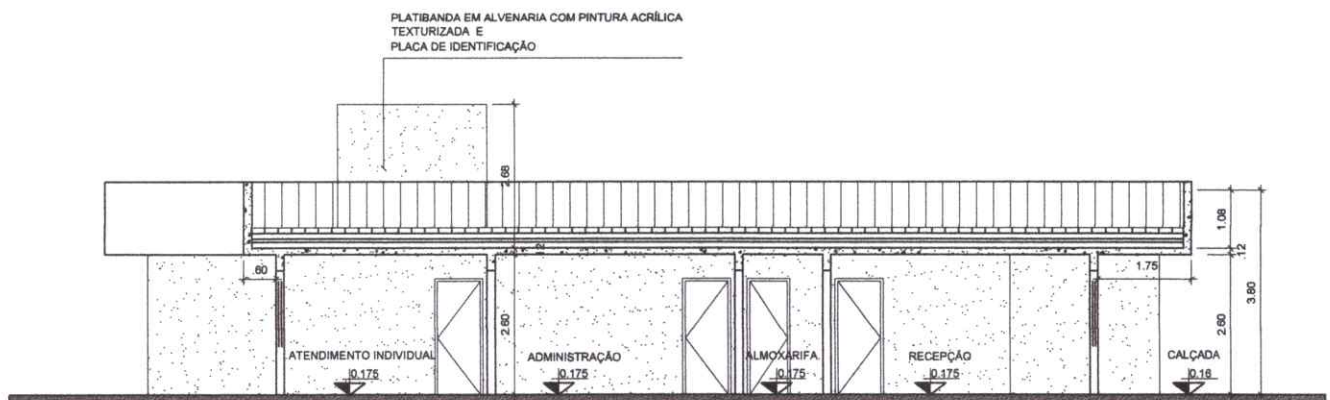 PLATIBANDA EM ALVENARIA COM PINTURA ACRÍLICA
TEXTURIZADA E
PLACA DE IDENTIFICAÇÃO
2.68
1.08
.12
.12
.60
1.75
3.80
2.60
2.60
ATENDIMENTO INDIVIDUAL
ADMINISTRAÇÃO
ALMOXARIFA.
RECEPÇÃO
CALÇADA
0.175
0.175
0.175
0.175
0.16